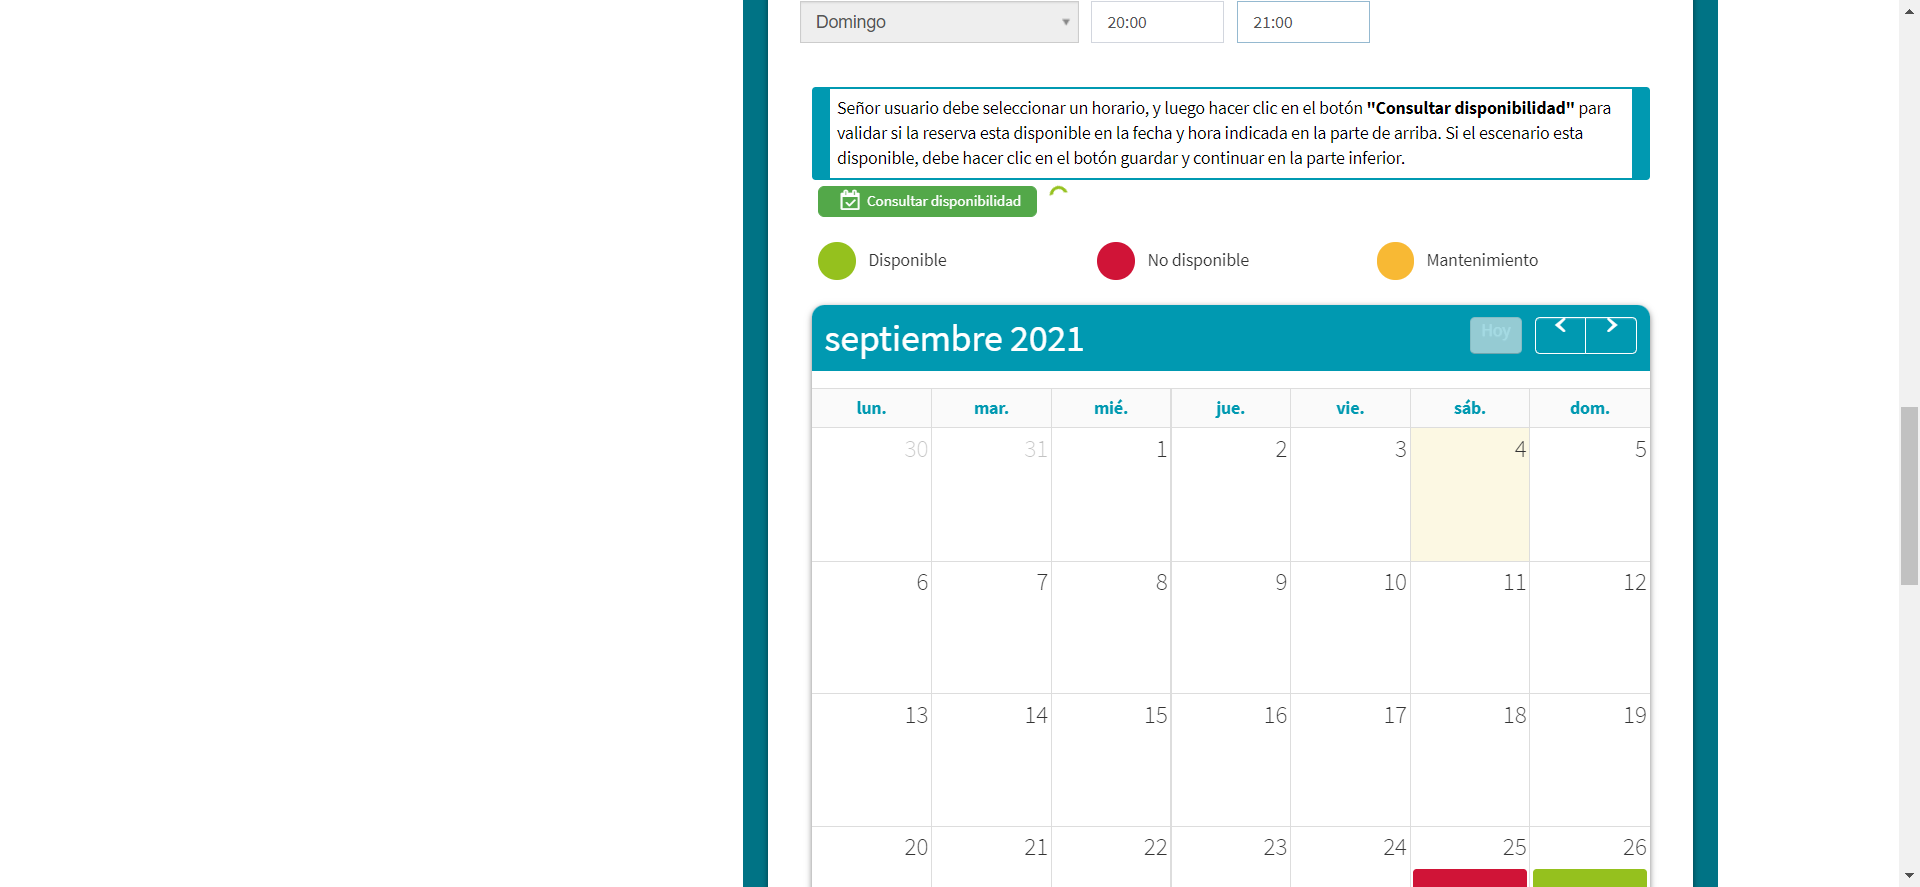 Domingo 20:00 21:00
Señor usuario debe seleccionar un horario, y luego hacer clic en el botón "Consultar disponibilidad" para
validar si la reserva esta disponible en la fecha y hora indicada en la parte de arriba. Si el escenario esta
disponible, debe hacer clic en el botón guardar y continuar en la parte inferior.
Consultar disponibilidad
Disponible No disponible Mantenimiento
septiembre 2021 Hoy
lun. mar. mié. jue. vie. sáb. dom.
30 31 1 2 3 4 5
6 7 8 9 10 11 12
13 14 15 16 17 18 19
20 21 22 23 24 25 26